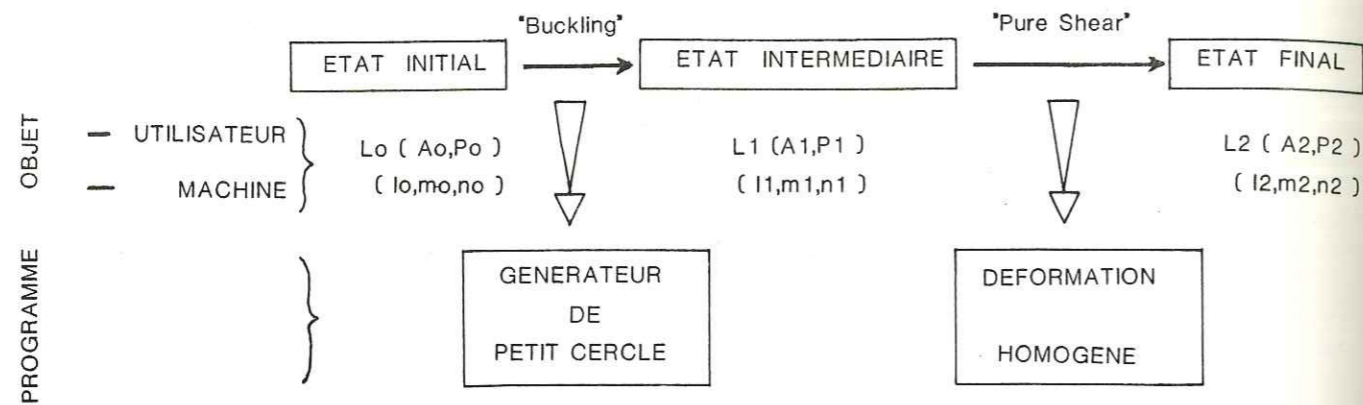 "Buckling"
"Pure Shear"
ETAT INITIAL
ETAT INTERMEDIAIRE
ETAT FINAL
OBJET
— UTILISATEUR
— MACHINE
Lo ( Ao,Po )
( lo,mo,no )
L1 (A1,P1 )
( l1,m1,n1 )
L2 ( A2,P2 )
( l2,m2,n2 )
PROGRAMME
GENERATEUR
DE
PETIT CERCLE
DEFORMATION
HOMOGENE